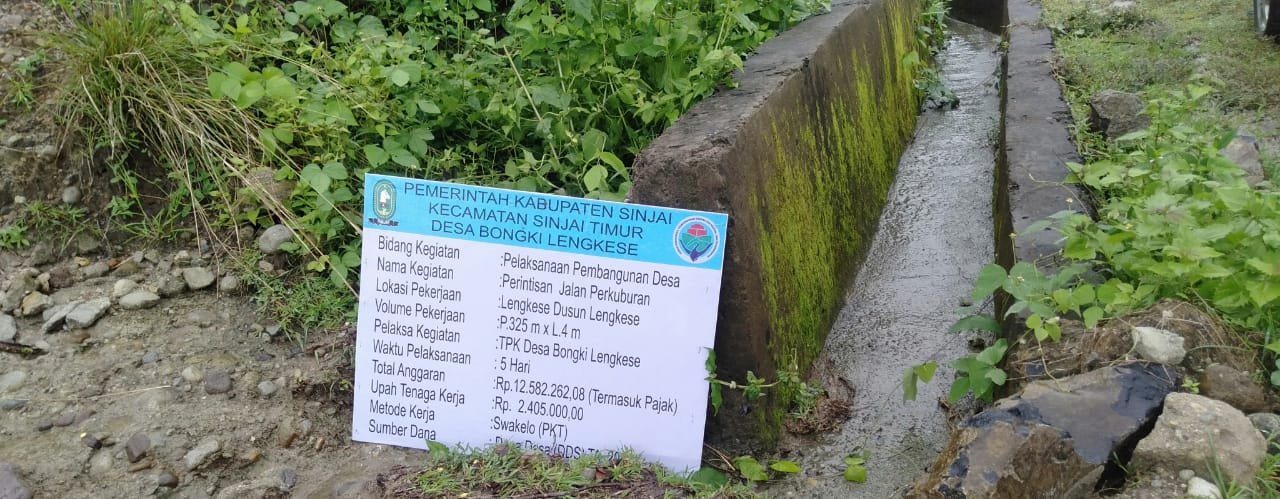 PEMERINTAH KABUPATEN SINJAI
KECAMATAN SINJAI TIMUR
DESA BONGKI LENGKESE
Bidang Kegiatan :Pelaksanaan Pembangunan Desa
Nama Kegiatan :Perintisan Jalan Perkuburan
Lokasi Pekerjaan :Lengkese Dusun Lengkese
Volume Pekerjaan :P.325 m x L.4 m
Pelaksa Kegiatan :TPK Desa Bongki Lengkese
Waktu Pelaksanaan : 5 Hari
Total Anggaran :Rp.12.582.262,08 (Termasuk Pajak)
Upah Tenaga Kerja :Rp. 2.405.000,00
Metode Kerja :Swakelo (PKT)
Sumber Dana Desa (DDS)